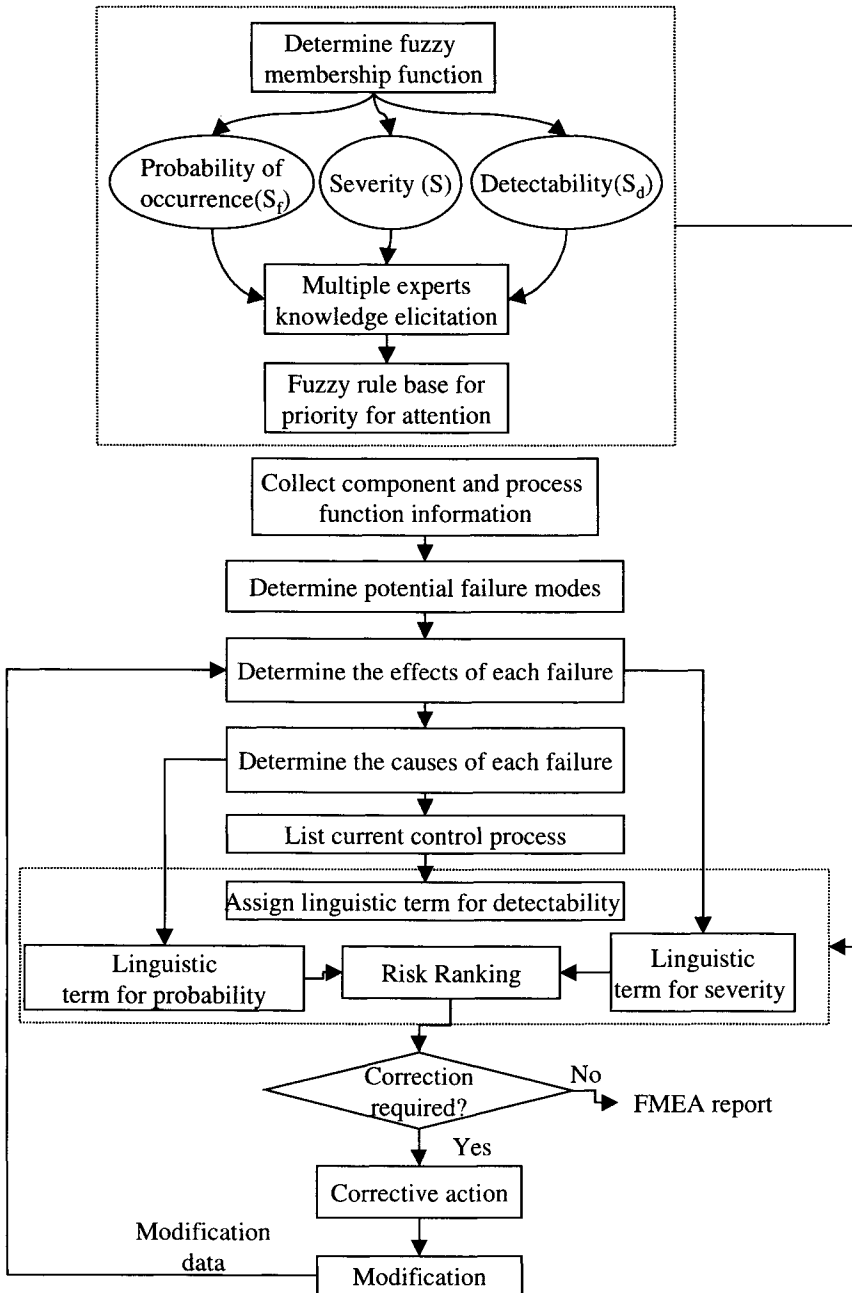 Determine fuzzy
membership function
Probability of
occurrence(Sf)
Severity (S)
Detectability(Sd)
Multiple experts
knowledge elicitation
Fuzzy rule base for
priority for attention
Collect component and process
function information
Determine potential failure modes
Determine the effects of each failure
Determine the causes of each failure
List current control process
Assign linguistic term for detectability
Linguistic
term for probability
Risk Ranking
Linguistic
term for severity
Correction
required?
No
FMEA report
Yes
Corrective action
Modification
data
Modification